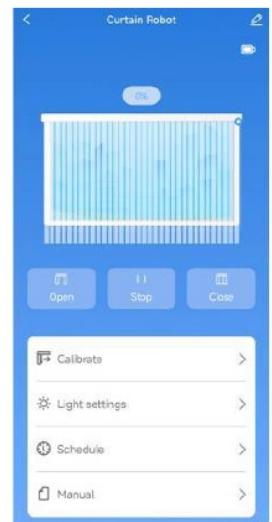 Curtain Robot
0%
Open
Stop
Close
Calibrate
Light settings
Schedule
Manual